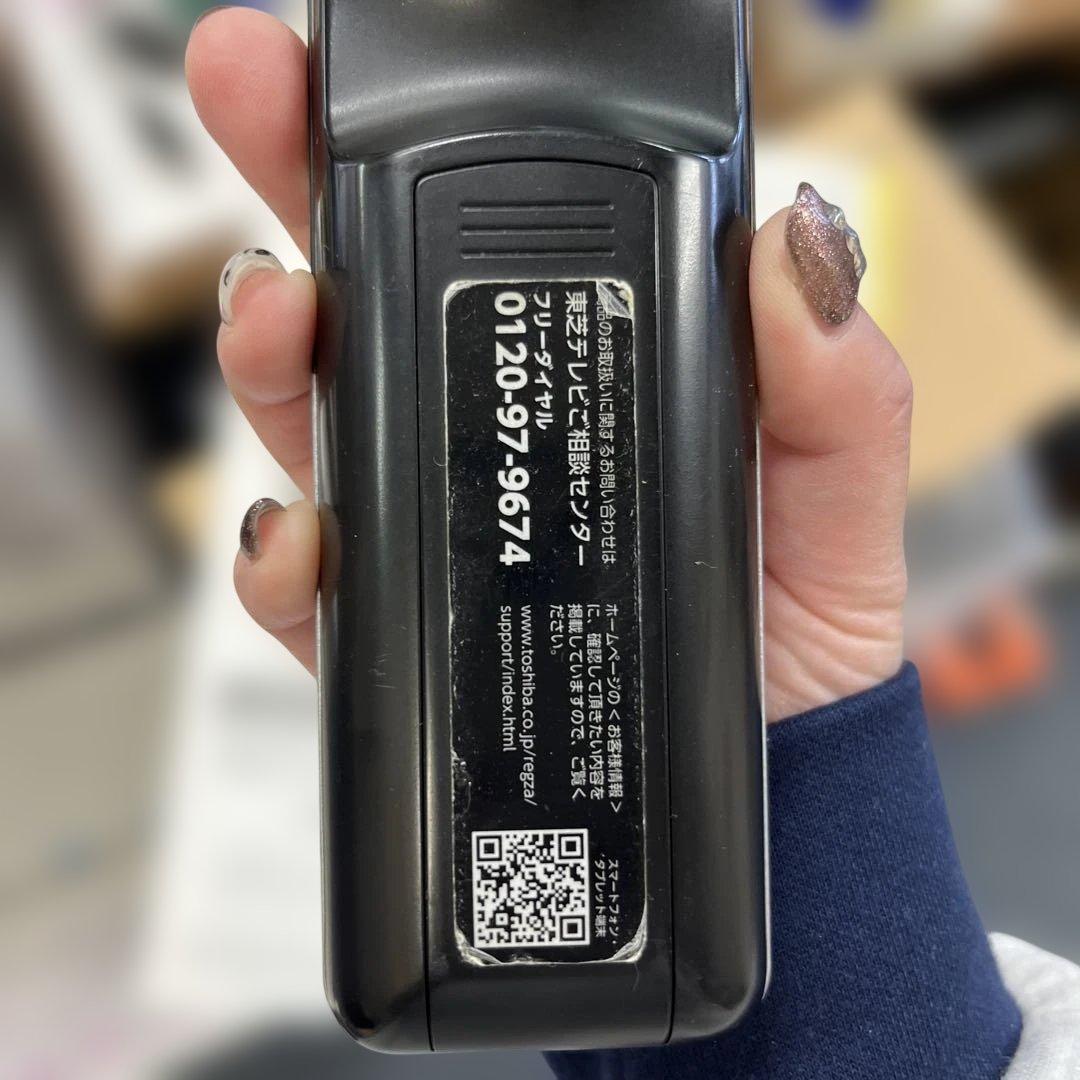 品のお取扱いに関するお問い合わせは
東芝テレビご相談センター
フリーダイヤル
0120-97-9674
ホームページの<お客様情報>
に、確認して頂きたい内容を
掲載していますので、ご覧く
ださい。
www.toshiba.co.jp/regza/
support/index.html
スマートフォン・
タブレット端末